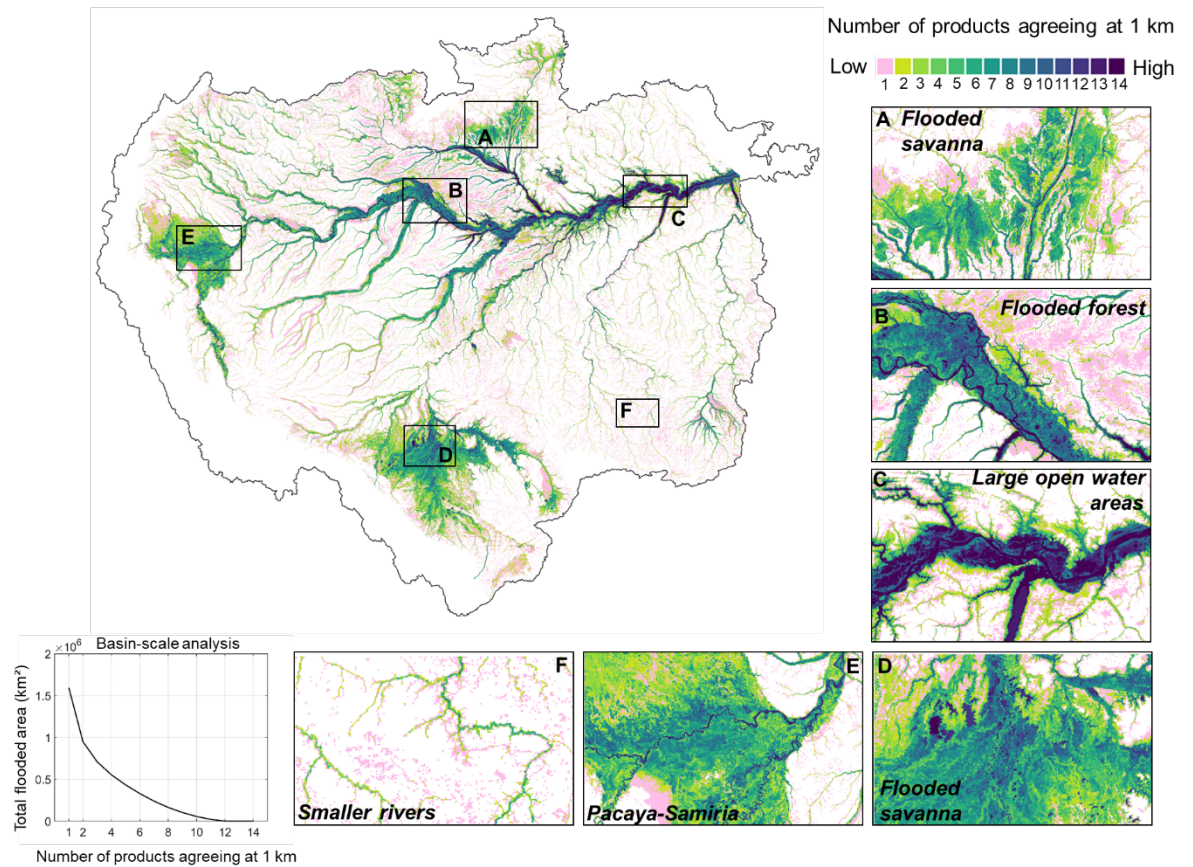 Number of products agreeing at 1 km
Low High
1 2 3 4 5 6 7 8 9 10 11 12 13 14
A
B
C
D
E
F
A Flooded
savanna
B Flooded forest
C Large open water
areas
D
Flooded
savanna
E
Pacaya-Samiria
F
Smaller rivers
Basin-scale analysis
×10⁶
2
1.5
1
0.5
0
1 2 4 6 8 10 12 14
Total flooded area (km²)
Number of products agreeing at 1 km